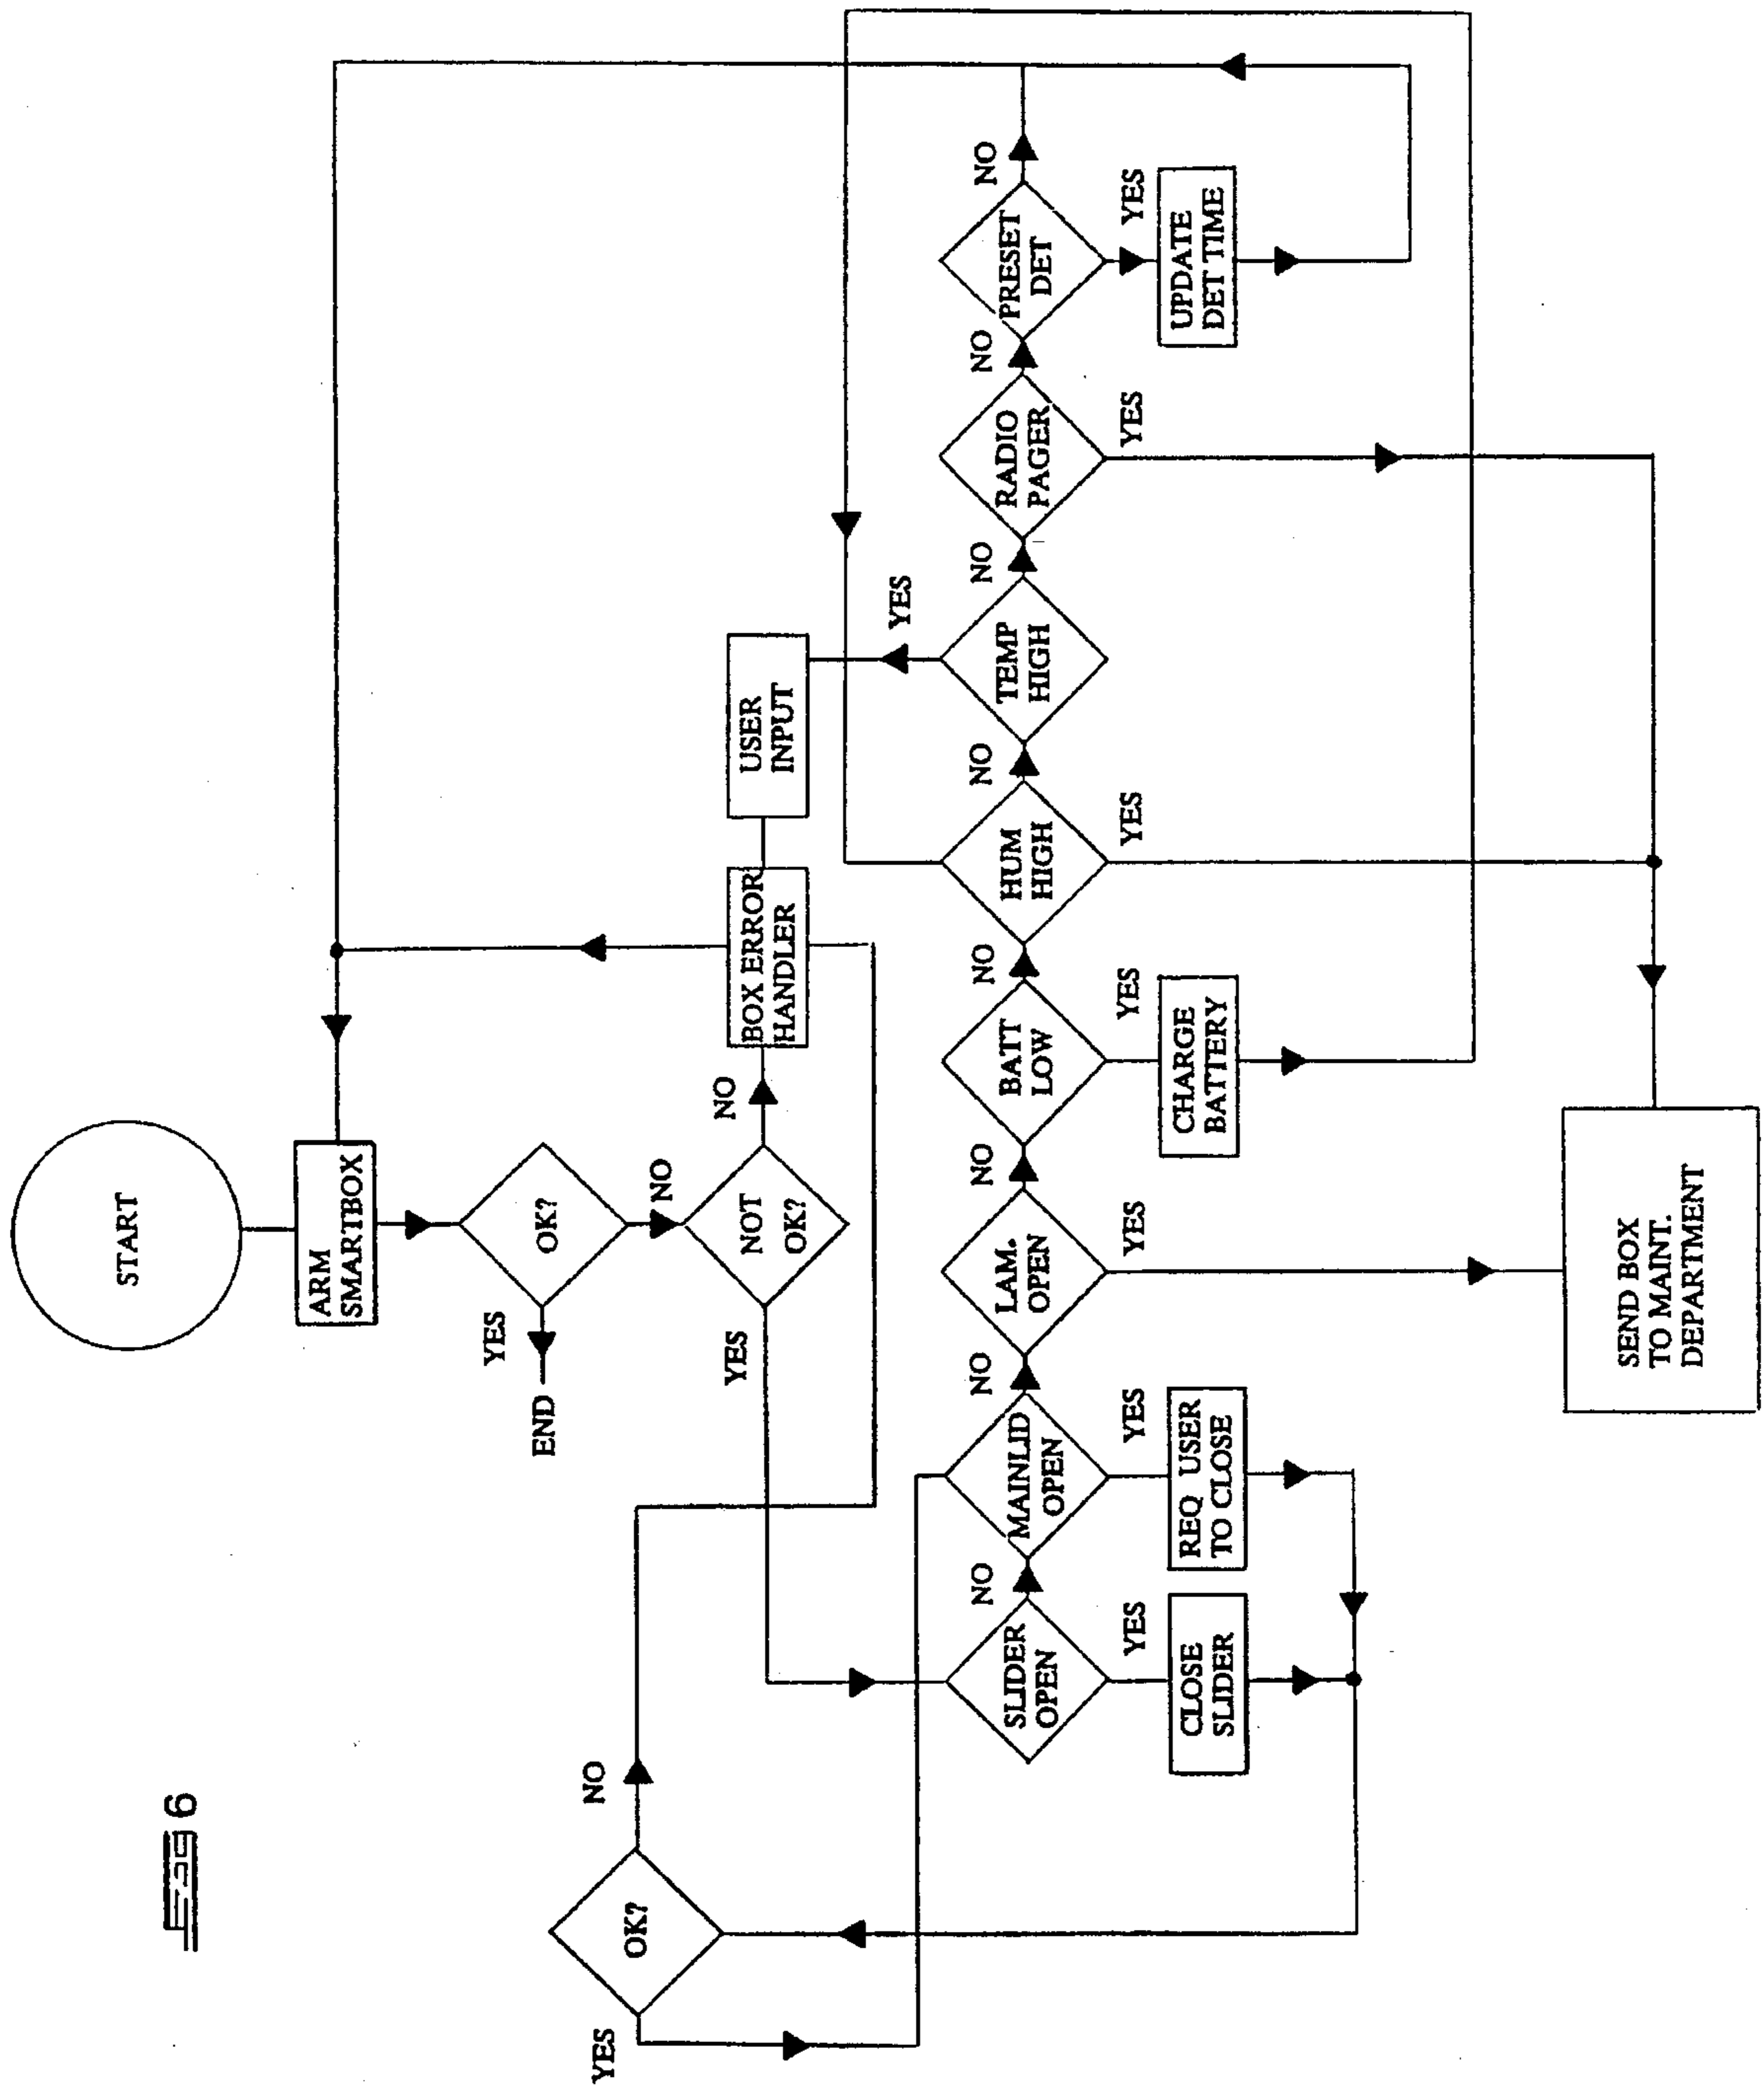 START
ARM
SMARTBOX
OK?
YES
END
NO
NOT
OK?
NO
YES
BOX ERROR
HANDLER
USER
INPUT
OK?
NO
YES
SLIDER
OPEN
NO
YES
CLOSE
SLIDER
MAINLID
OPEN
NO
YES
REQ USER
TO CLOSE
LAM.
OPEN
NO
YES
BATT
LOW
NO
YES
CHARGE
BATTERY
HUM
HIGH
NO
YES
TEMP
HIGH
NO
YES
RADIO
PAGER
NO
YES
PRESET
DET
NO
YES
UPDATE
DET TIME
SEND BOX
TO MAINT.
DEPARTMENT
Fig 6